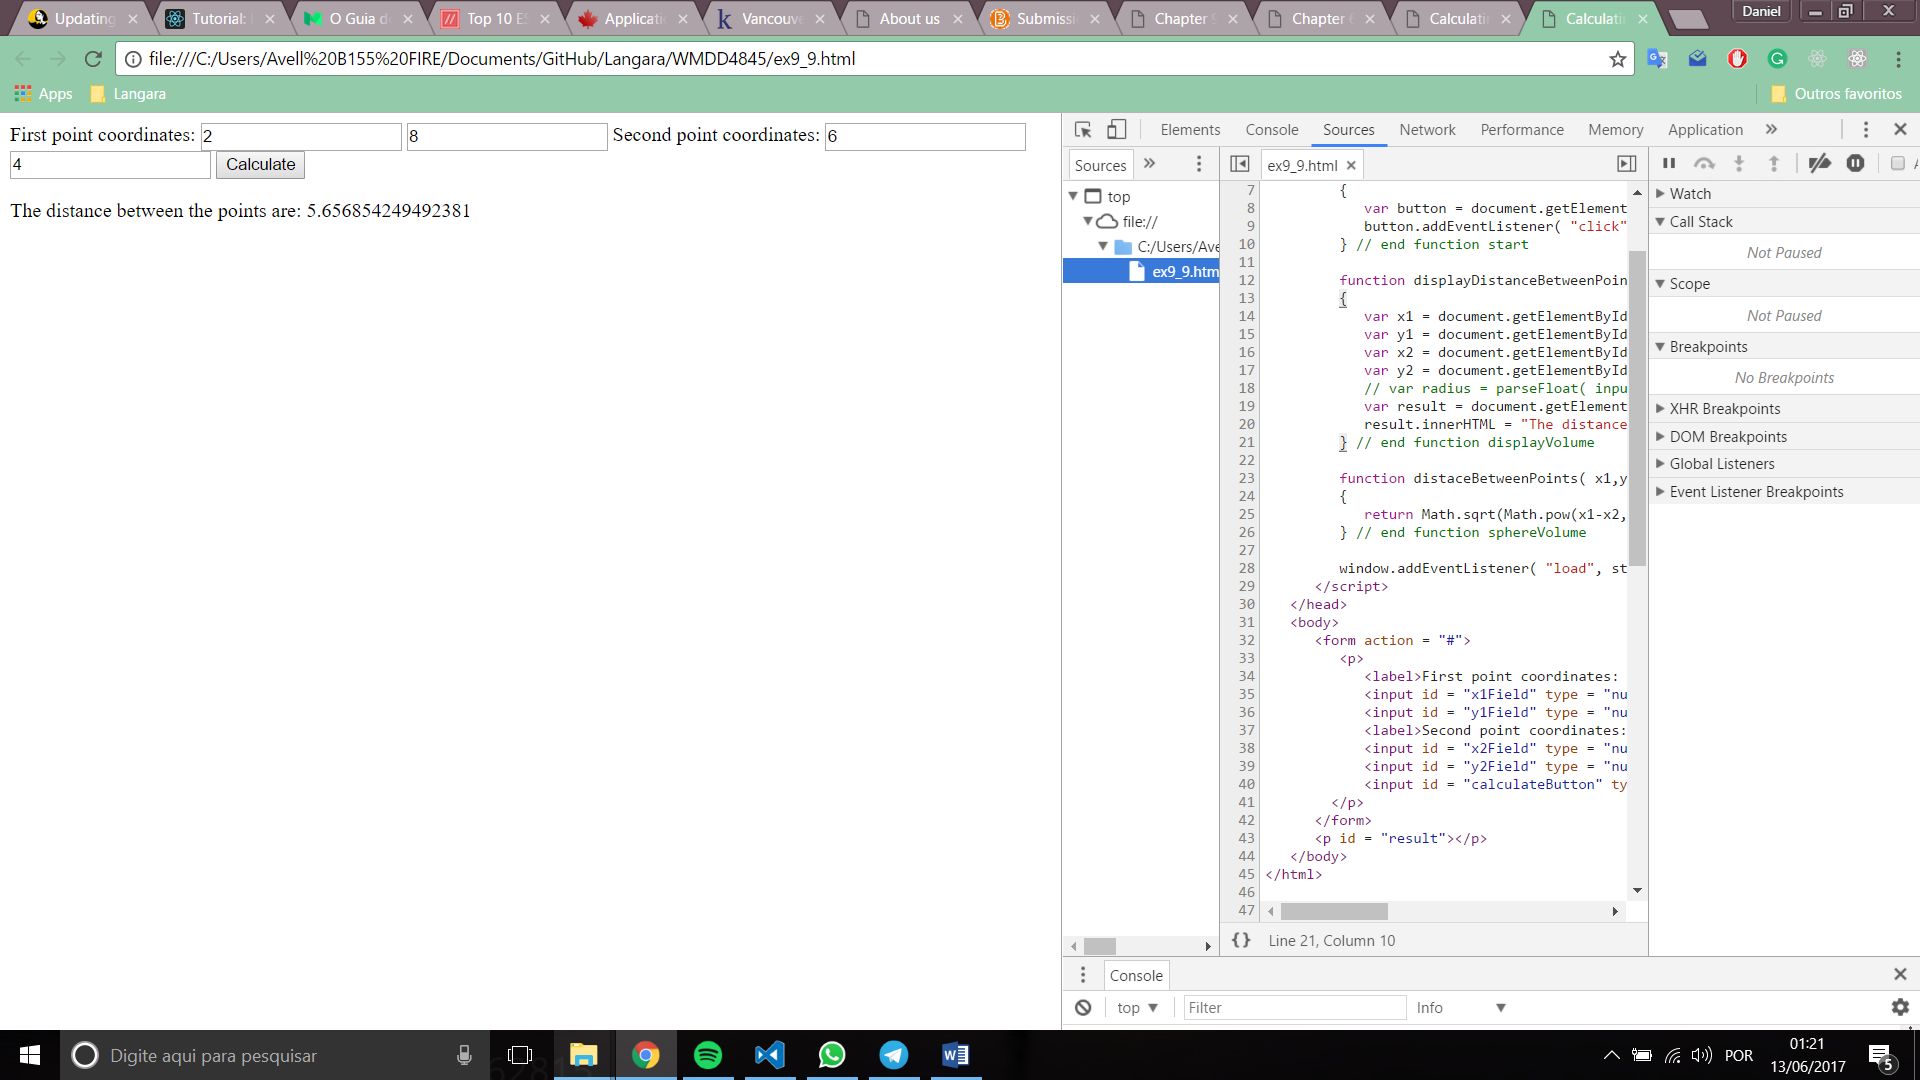 Updating
Tutorial:
O Guia d
Top 10 ES
Applicati
Vancouve
About us
Submissi
Chapter
Chapter
Calculati
Calculati
Daniel
file:///C:/Users/Avell%20B155%20FIRE/Documents/GitHub/Langara/WMDD4845/ex9_9.html
Apps
Langara
Outros favoritos
First point coordinates: 2 8 Second point coordinates: 6
4 Calculate
The distance between the points are: 5.656854249492381
Elements Console Sources Network Performance Memory Application
Sources
ex9_9.html
top
file://
C:/Users/Ave
ex9_9.htm
7 {
8 var button = document.getElement
9 button.addEventListener( "click"
10 } // end function start
11
12 function displayDistanceBetweenPoin
13 {
14 var x1 = document.getElementById
15 var y1 = document.getElementById
16 var x2 = document.getElementById
17 var y2 = document.getElementById
18 // var radius = parseFloat( inpu
19 var result = document.getElement
20 result.innerHTML = "The distance
21 } // end function displayVolume
22
23 function distaceBetweenPoints( x1,y
24 {
25 return Math.sqrt(Math.pow(x1-x2,
26 } // end function sphereVolume
27
28 window.addEventListener( "load", st
29 </script>
30 </head>
31 <body>
32 <form action = "#">
33 <p>
34 <label>First point coordinates:
35 <input id = "x1Field" type = "nu
36 <input id = "y1Field" type = "nu
37 <label>Second point coordinates:
38 <input id = "x2Field" type = "nu
39 <input id = "y2Field" type = "nu
40 <input id = "calculateButton" ty
41 </p>
42 </form>
43 <p id = "result"></p>
44 </body>
45 </html>
46
47
{} Line 21, Column 10
Watch
Call Stack
Not Paused
Scope
Not Paused
Breakpoints
No Breakpoints
XHR Breakpoints
DOM Breakpoints
Global Listeners
Event Listener Breakpoints
Console
top Filter Info
Digite aqui para pesquisar
POR
01:21
13/06/2017
5